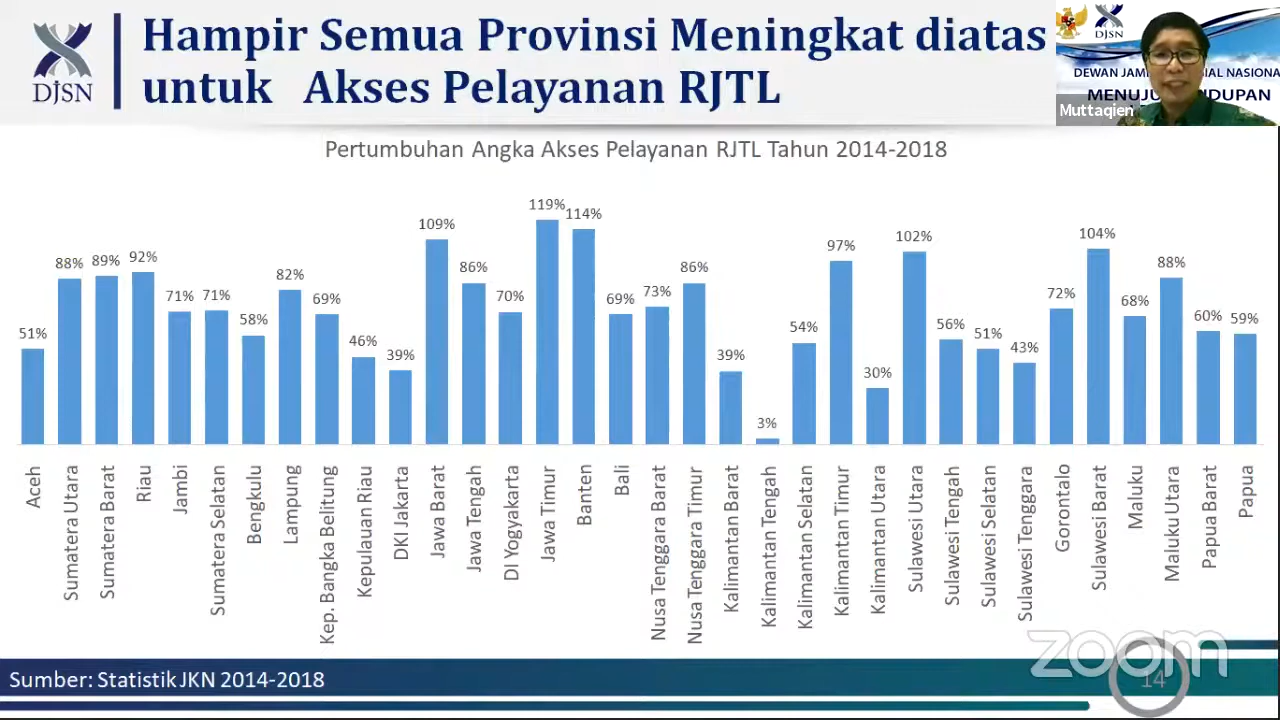 Hampir Semua Provinsi Meningkat diatas
untuk Akses Pelayanan RJTL
DJSN
DJSN
MENUJU
Muttaqien
Pertumbuhan Angka Akses Pelayanan RJTL Tahun 2014-2018
51% 88% 89% 92% 71% 71% 58% 82% 69% 46% 39% 109% 86% 70% 119% 114% 69% 73% 86% 39% 3% 54% 97% 30% 102% 56% 51% 43% 72% 104% 68% 88% 60% 59%
Aceh
Sumatera Utara
Sumatera Barat
Riau
Jambi
Sumatera Selatan
Bengkulu
Lampung
Kep. Bangka Belitung
Kepulauan Riau
DKI Jakarta
Jawa Barat
Jawa Tengah
DI Yogyakarta
Jawa Timur
Banten
Bali
Nusa Tenggara Barat
Nusa Tenggara Timur
Kalimantan Barat
Kalimantan Tengah
Kalimantan Selatan
Kalimantan Timur
Kalimantan Utara
Sulawesi Utara
Sulawesi Tengah
Sulawesi Selatan
Sulawesi Tenggara
Gorontalo
Sulawesi Barat
Maluku
Maluku Utara
Papua Barat
Papua
zoom
Sumber: Statistik JKN 2014-2018
14